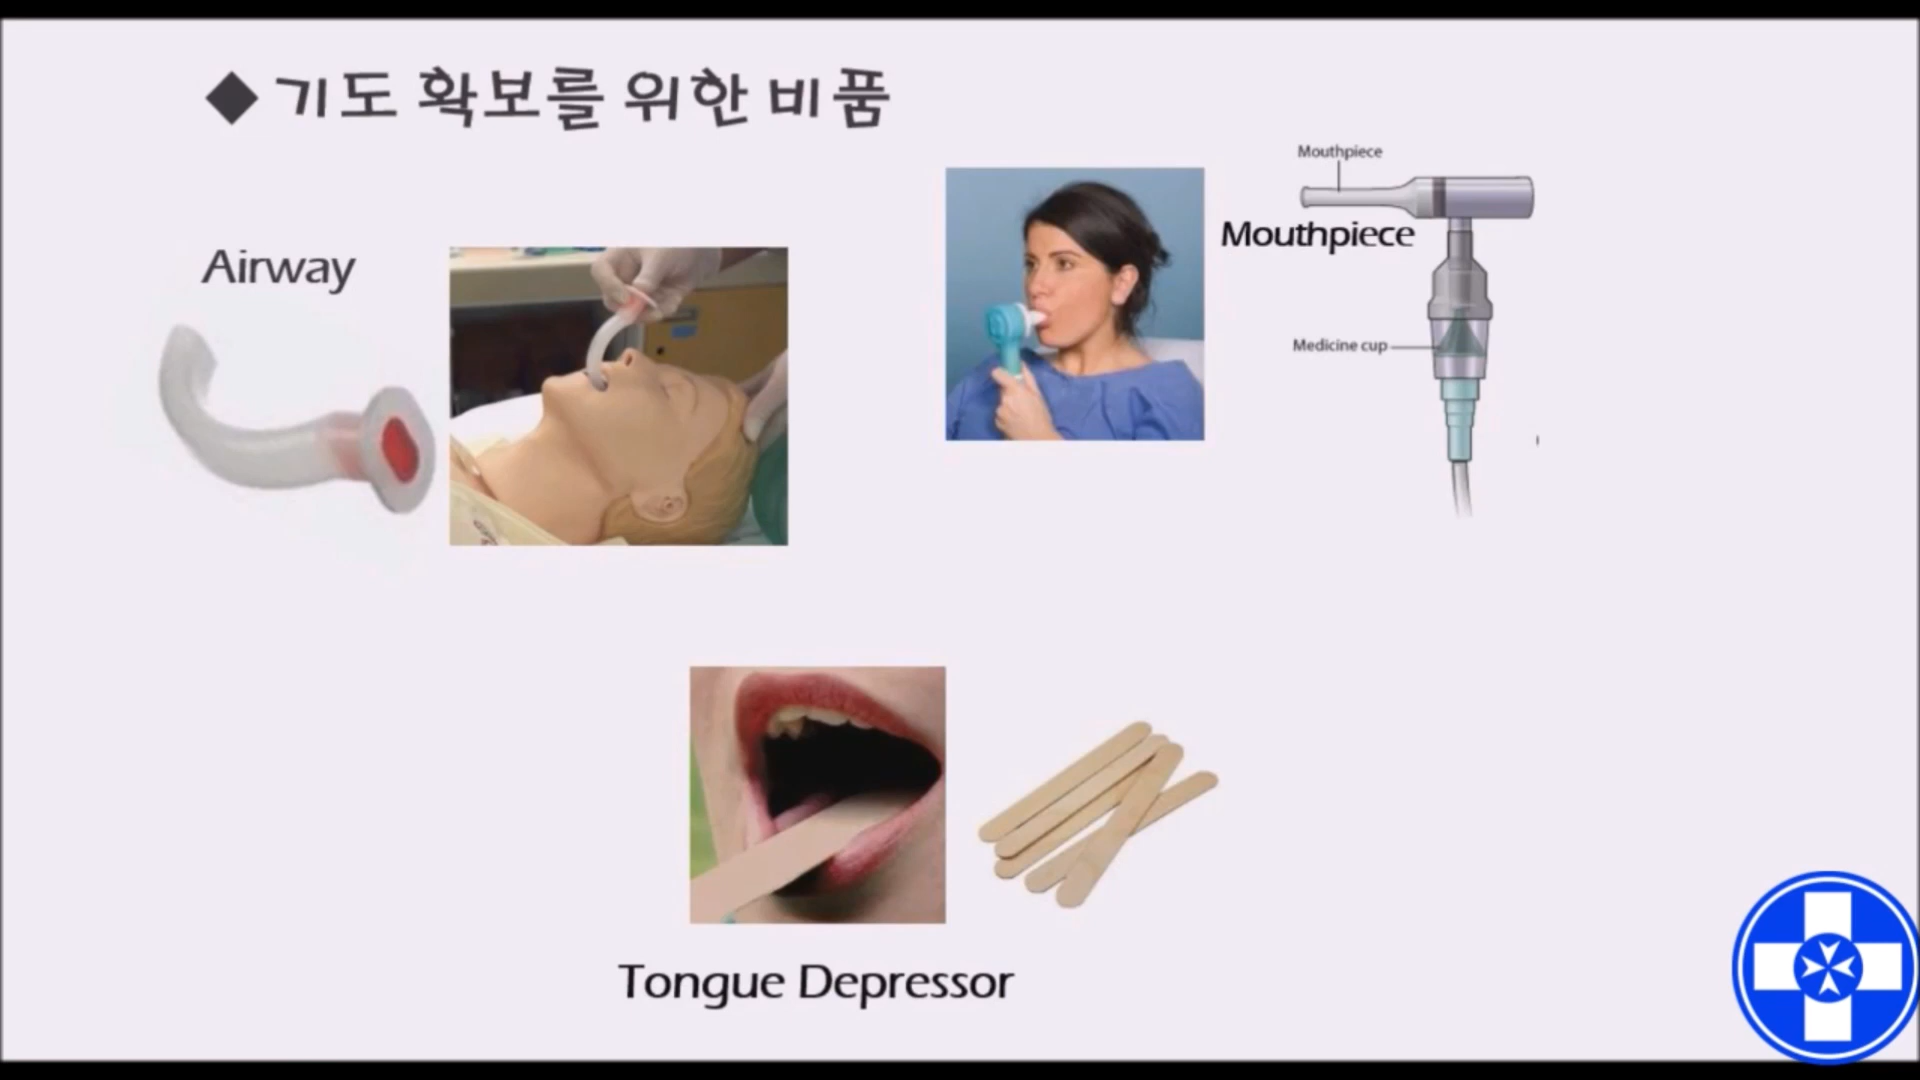 ◆ 기도 확보를 위한 비품
Airway
Mouthpiece
Mouthpiece
Medicine cup
Tongue Depressor